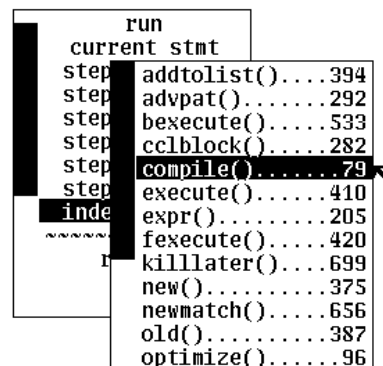 run
current stmt
step
step
step
step
step
step
inde
~~~~~~
r
addtolist()....394
advpat().......292
bexecute().....533
cclblock().....282
compile().......79
execute()......410
expr().........205
fexecute().....420
killlater()....699
new()..........375
newmatch().....656
old()..........387
optimize()......96